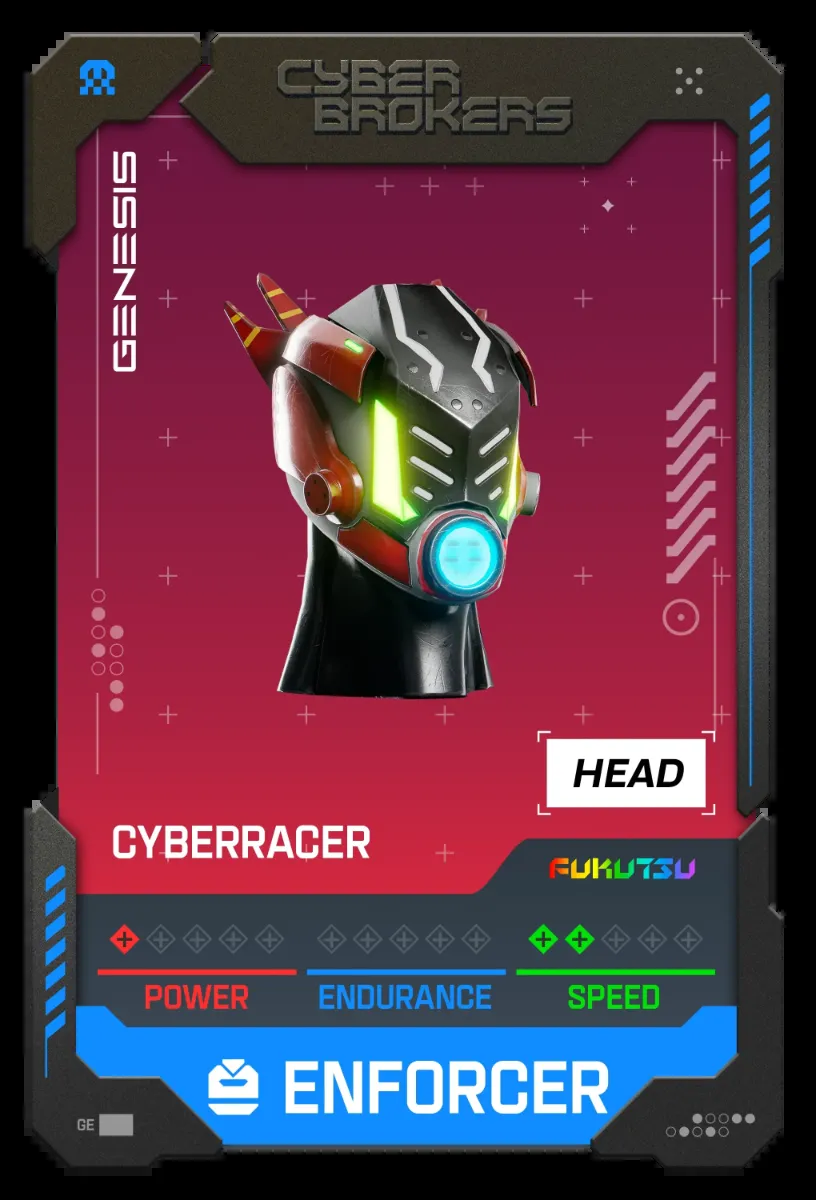 CYBER
BROKERS
GENESIS
HEAD
CYBERRACER
FUKUTSU
POWER ENDURANCE SPEED
ENFORCER
GE